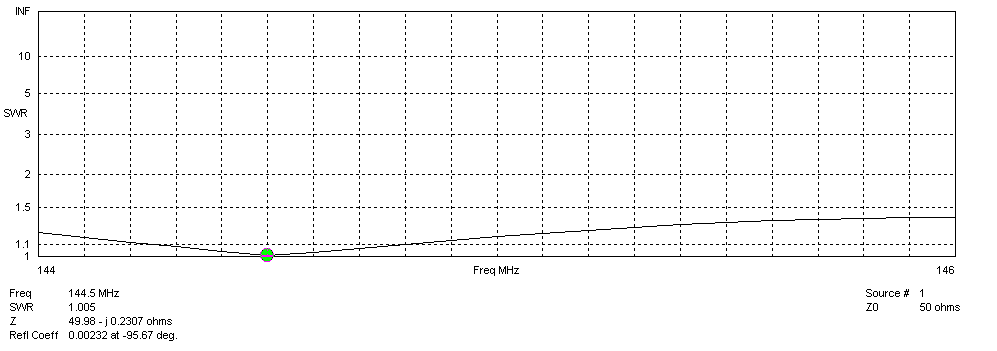 INF
10
5
SWR
3
2
1.5
1.1
1
144 Freq MHz 146
Freq 144.5 MHz Source # 1
SWR 1.005 Z0 50 ohms
Z 49.98 - j 0.2307 ohms
Refl Coeff 0.00232 at -95.67 deg.